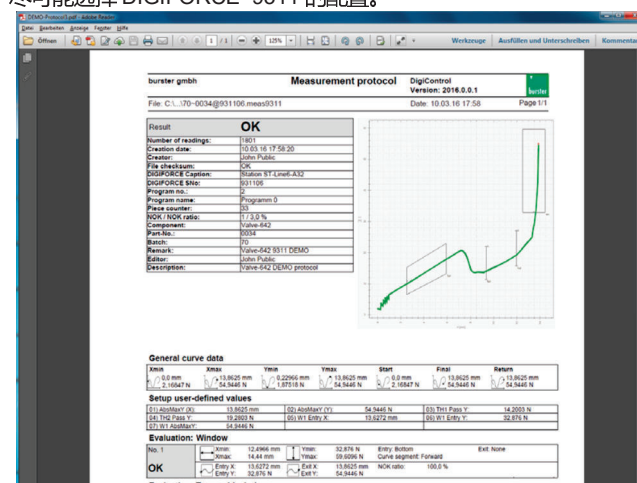 尽可能选择 DIGIFORCE® 9311 的配置。
DEMO-Protocol3.pdf - Adobe Reader
Datei Bearbeiten Anzeige Fenster Hilfe
Öffnen 1 / 1 125% Werkzeuge Ausfüllen und Unterschreiben Kommentar
burster gmbh Measurement protocol DigiControl
Version: 2016.0.0.1
burster
File: C:\...\70~0034@931106.meas9311 Date: 10.03.16 17:58 Page 1/1
Result OK
Number of readings: 1801
Creation date: 10.03.16 17:58:20
Creator: John Public
File checksum: OK
DIGIFORCE Caption: Station ST-Line6-A32
DIGIFORCE SNo: 931106
Program no.: 2
Program name: Programm 0
Piece counter: 33
NOK / NOK ratio: 1 / 3,0 %
Component: Valve-642
Part-No.: 0034
Batch: 70
Remark: Valve-642 9311 DEMO
Editor: John Public
Description: Valve-642 DEMO protocol
General curve data
Xmin Xmax Ymin Ymax Start Final Return
0,0 mm 13,8625 mm 0,22966 mm 13,8625 mm 0,0 mm 13,8625 mm 13,8625 mm
2,16847 N 54,9446 N 1,87518 N 54,9446 N 2,16847 N 54,9446 N 54,9446 N
Setup user-defined values
01) AbsMaxY (X): 13,8625 mm 02) AbsMaxY (Y): 54,9446 N 03) TH1 Pass Y: 14,2003 N
04) TH2 Pass Y: 19,2803 N 05) W1 Entry X: 13,6272 mm 06) W1 Entry Y: 32,876 N
07) W1 AbsMaxY: 54,9446 N
Evaluation: Window
No. 1 Xmin: 12,4966 mm Ymin: 32,876 N Entry: Bottom Exit: None
Xmax: 14,44 mm Ymax: 59,6096 N Curve segment: Forward
OK Entry X: 13,6272 mm Exit X: 13,8625 mm NOK ratio: 100,0 %
Entry Y: 32,876 N Exit Y: 54,9446 N